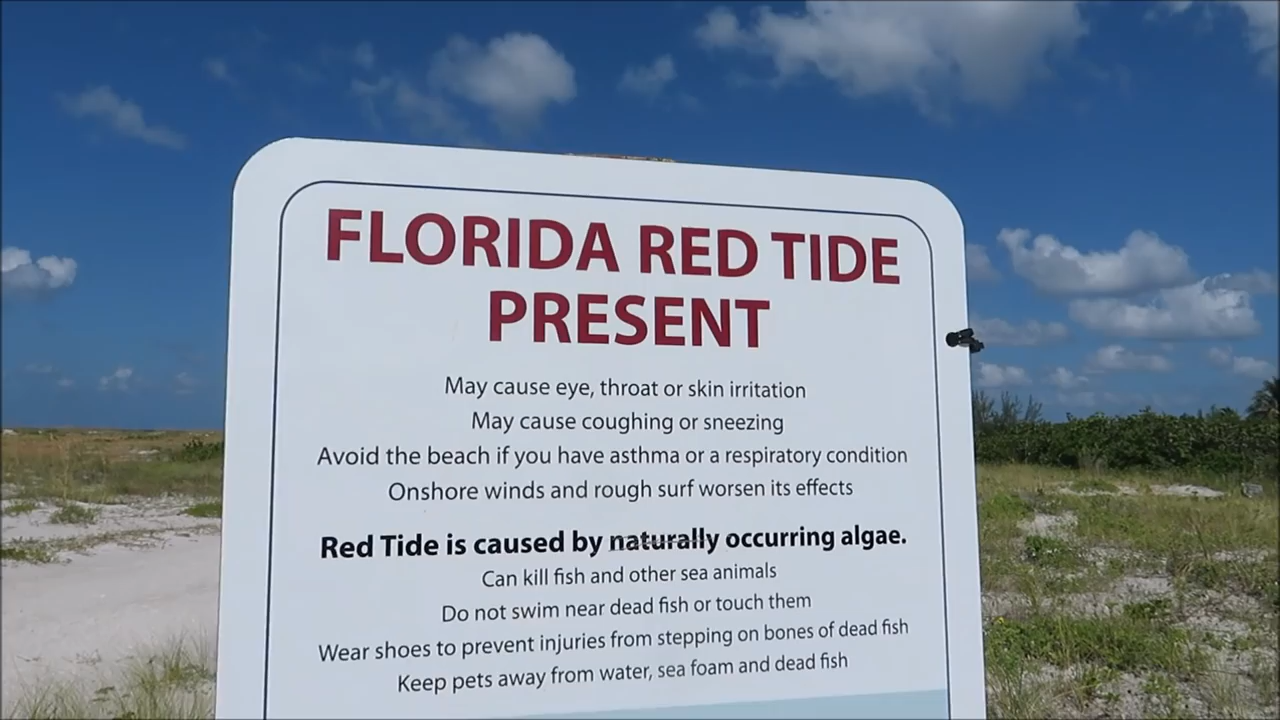 FLORIDA RED TIDE
PRESENT
May cause eye, throat or skin irritation
May cause coughing or sneezing
Avoid the beach if you have asthma or a respiratory condition
Onshore winds and rough surf worsen its effects
Red Tide is caused by naturally occurring algae.
Can kill fish and other sea animals
Do not swim near dead fish or touch them
Wear shoes to prevent injuries from stepping on bones of dead fish
Keep pets away from water, sea foam and dead fish